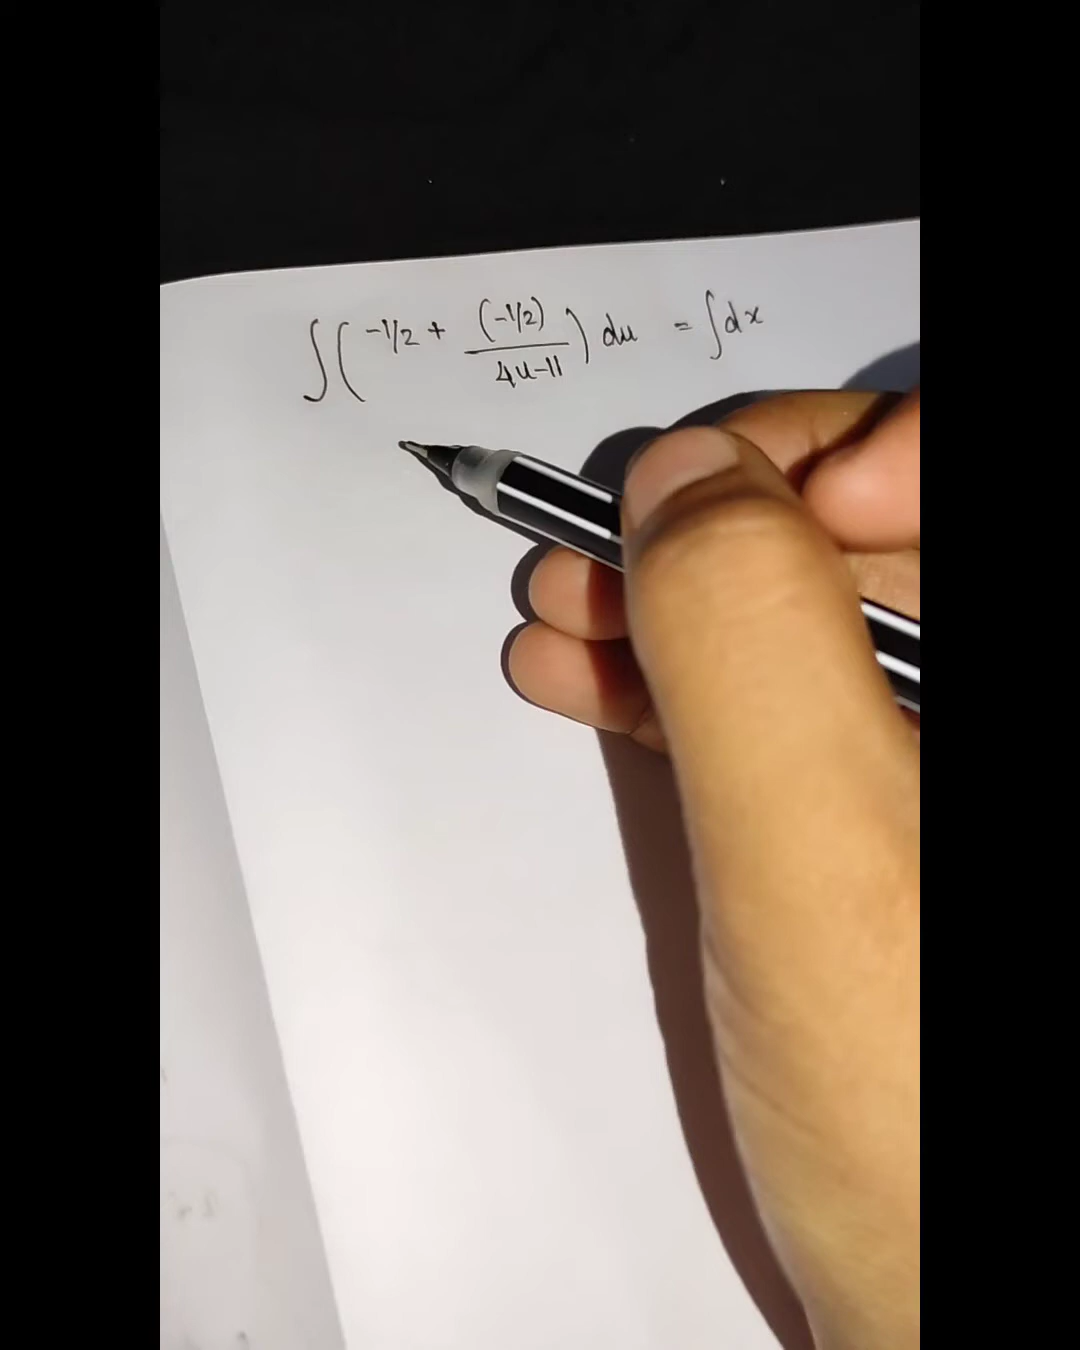 ∫(-1/2 + (-1/2)/(4u-11)) du = ∫dx